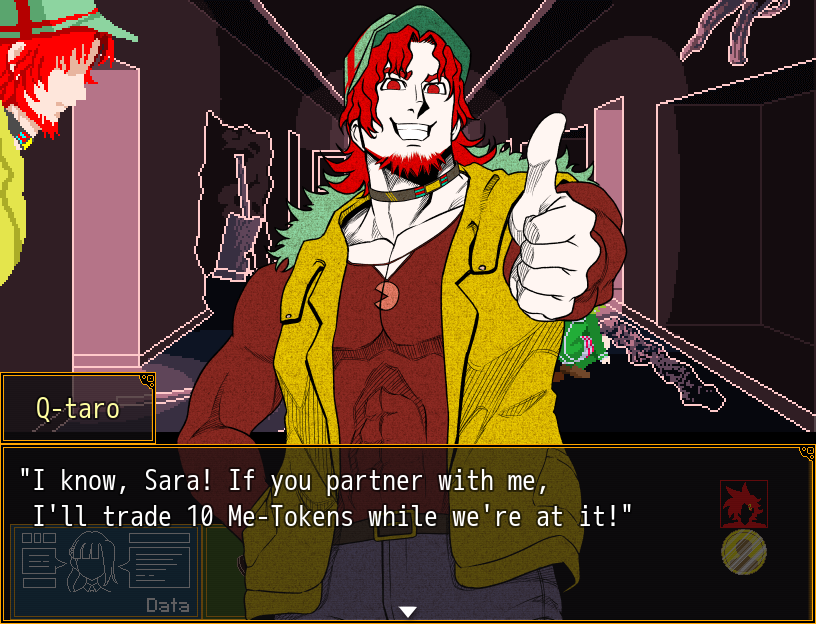 Q-taro
"I know, Sara! If you partner with me,
I'll trade 10 Me-Tokens while we're at it!"
Data